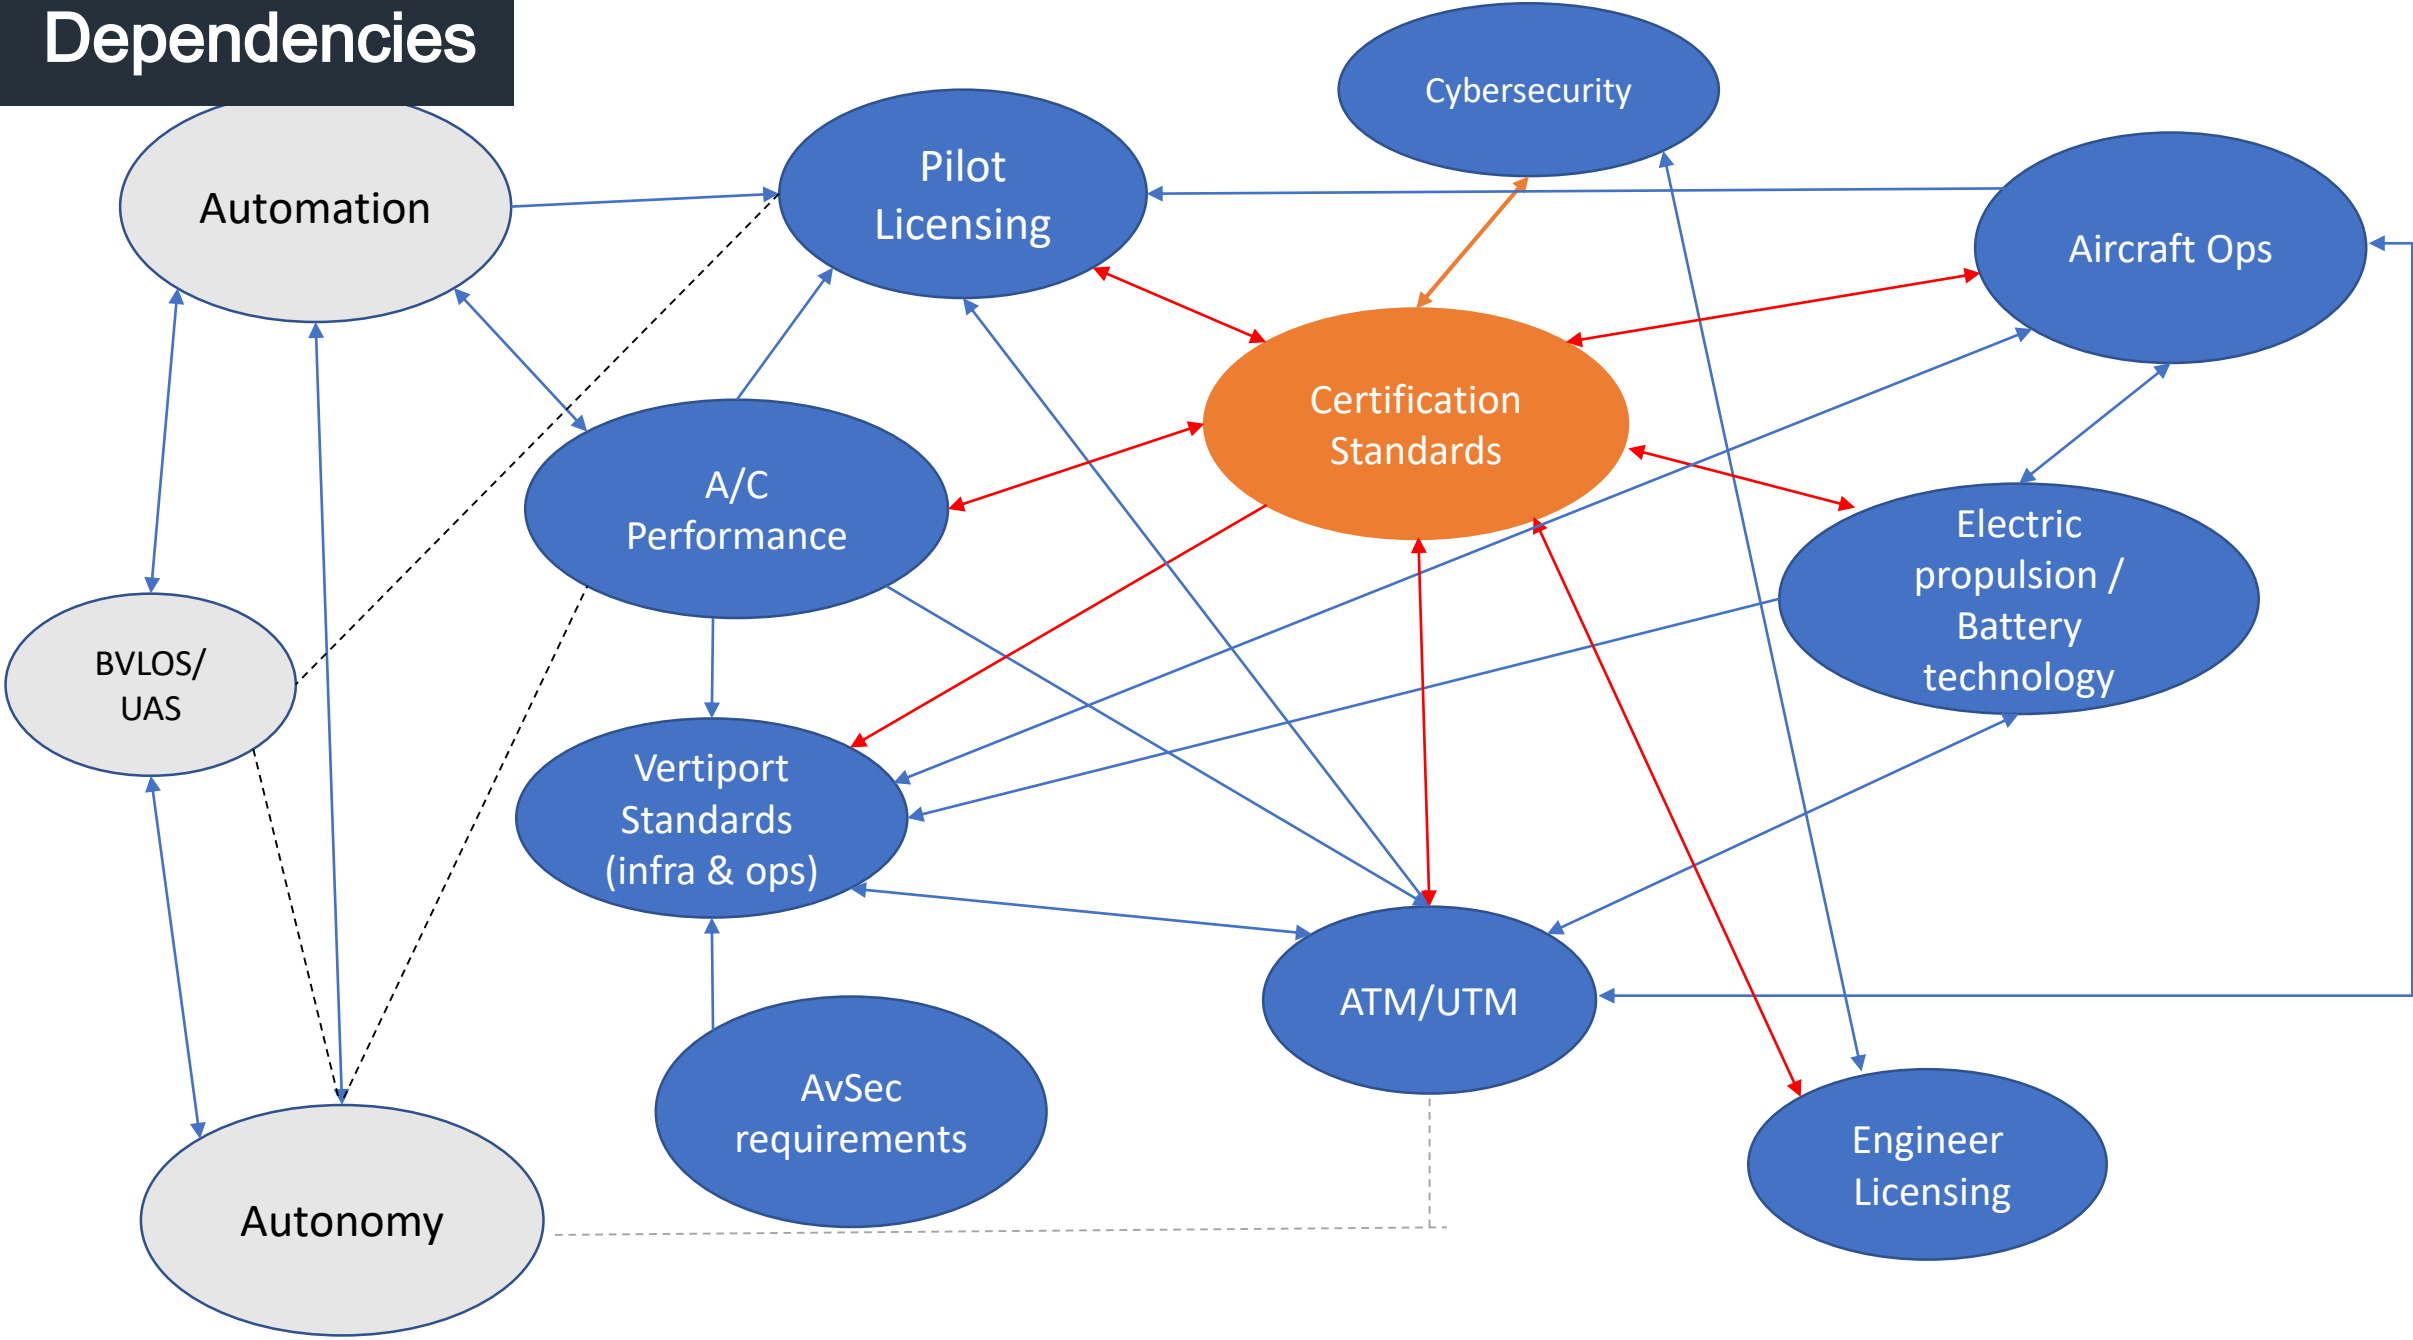 Dependencies
Cybersecurity
Pilot
Licensing
Automation
Aircraft Ops
Certification
Standards
A/C
Performance
Electric
propulsion /
Battery
technology
BVLOS/
UAS
Vertiport
Standards
(infra & ops)
ATM/UTM
AvSec
requirements
Engineer
Licensing
Autonomy